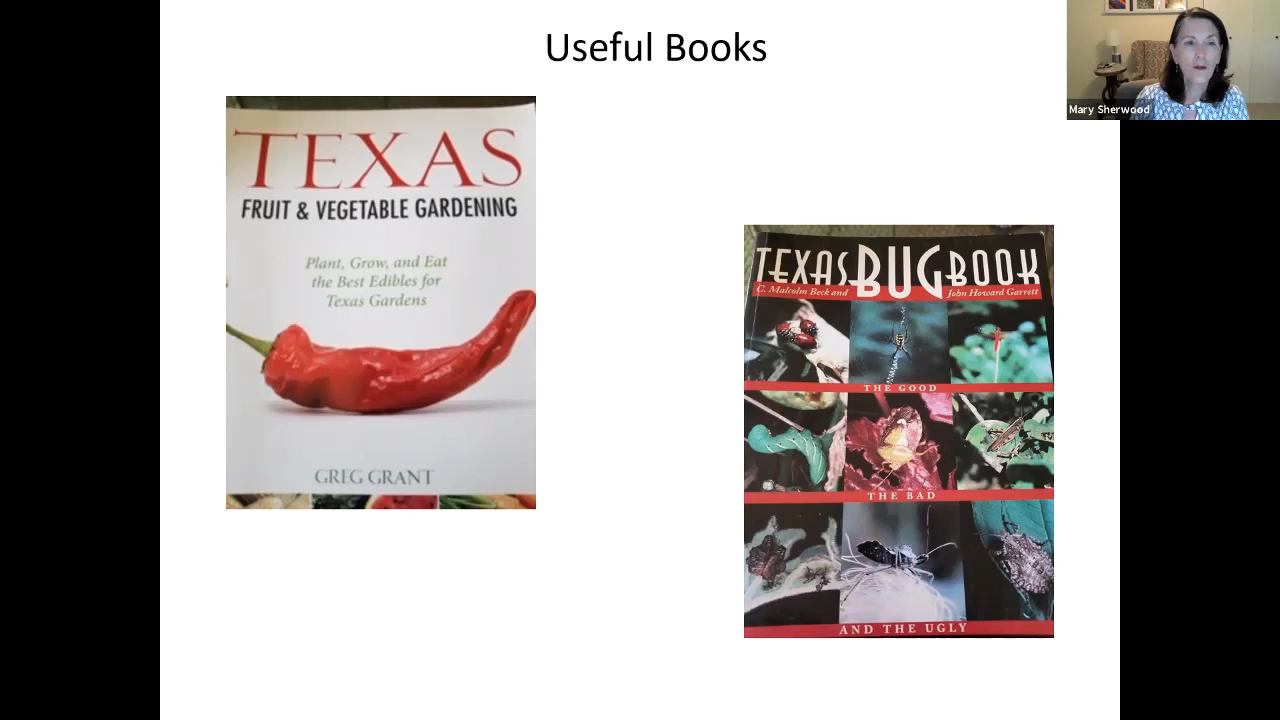 Useful Books
Mary Sherwood
TEXAS
FRUIT & VEGETABLE GARDENING
Plant, Grow, and Eat
the Best Edibles for
Texas Gardens
GREG GRANT
TEXAS BUG BOOK
C. Malcolm Beck and John Howard Garrett
THE GOOD
THE BAD
AND THE UGLY